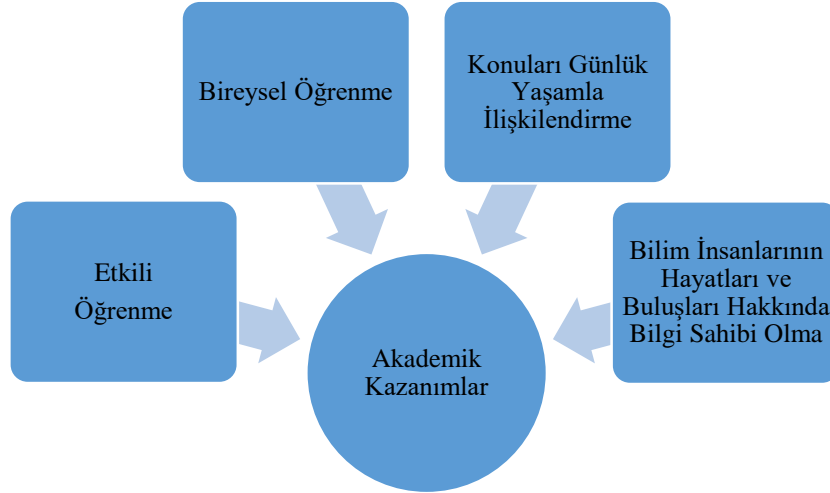 Bireysel Öğrenme
Konuları Günlük
Yaşamla
İlişkilendirme
Etkili
Öğrenme
Bilim İnsanlarının
Hayatları ve
Buluşları Hakkında
Bilgi Sahibi Olma
Akademik
Kazanımlar